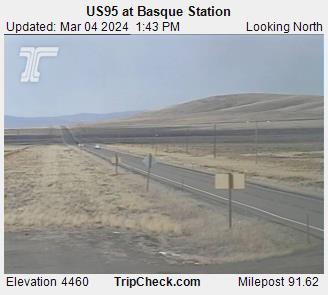 US95 at Basque Station
Updated: Mar 04 2024 1:43 PM Looking North
Elevation 4460 TripCheck.com Milepost 91.62